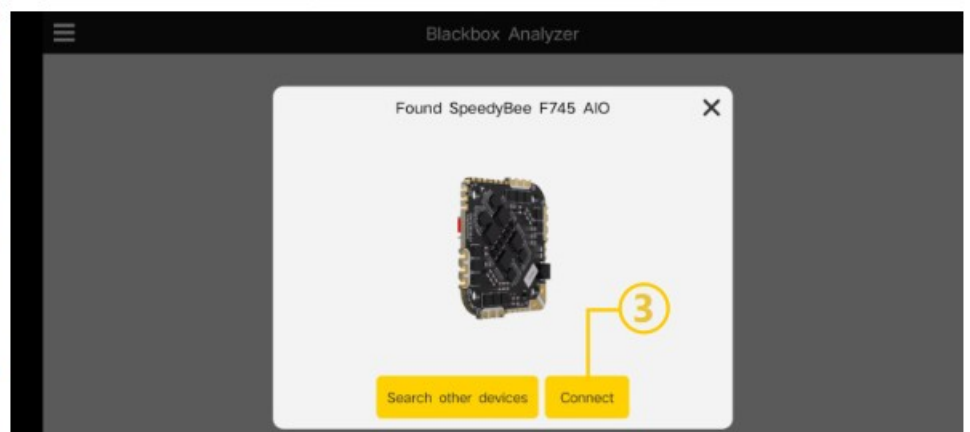 Blackbox Analyzer
Found SpeedyBee F745 AIO
3
Search other devices Connect